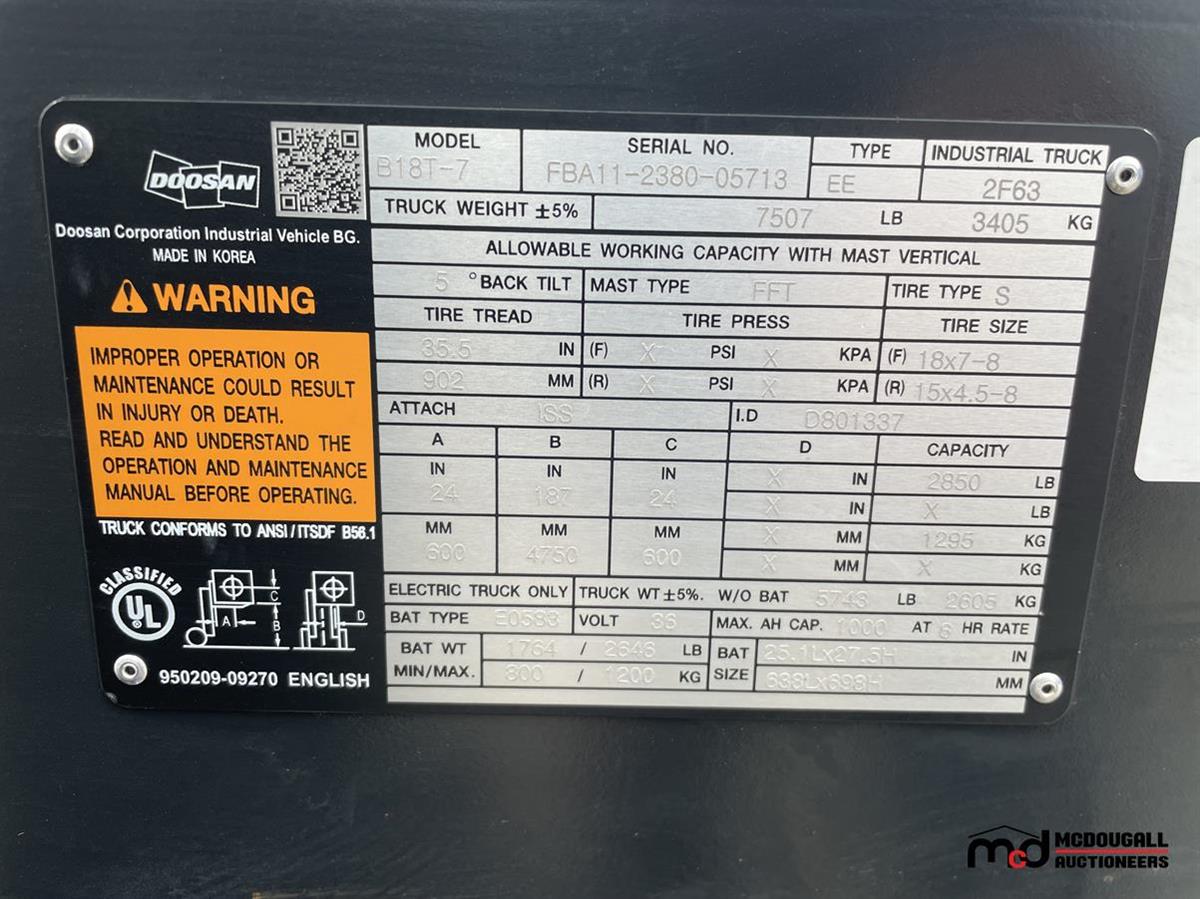 DOOSAN
Doosan Corporation Industrial Vehicle BG.
MADE IN KOREA
WARNING
IMPROPER OPERATION OR
MAINTENANCE COULD RESULT
IN INJURY OR DEATH.
READ AND UNDERSTAND THE
OPERATION AND MAINTENANCE
MANUAL BEFORE OPERATING.
TRUCK CONFORMS TO ANSI/ITSDF B56.1
CLASSIFIED
UL
A C B D
950209-09270 ENGLISH
MODEL SERIAL NO. TYPE INDUSTRIAL TRUCK
B18T-7 FBA11-2380-05713 EE 2F63
TRUCK WEIGHT ±5% 7507 LB 3405 KG
ALLOWABLE WORKING CAPACITY WITH MAST VERTICAL
5 °BACK TILT MAST TYPE FFT TIRE TYPE S
TIRE TREAD TIRE PRESS TIRE SIZE
35.5 IN (F) X PSI X KPA (F) 18x7-8
902 MM (R) X PSI X KPA (R) 15x4.5-8
ATTACH ISS I.D D801337
A B C D CAPACITY
IN IN IN X IN 2850 LB
24 187 24 X IN X LB
MM MM MM X MM 1295 KG
600 4750 600 X MM X KG
ELECTRIC TRUCK ONLY TRUCK WT ±5%. W/O BAT 5743 LB 2605 KG
BAT TYPE E0583 VOLT 36 MAX. AH CAP. 1000 AT 6 HR RATE
BAT WT 1764 / 2646 LB BAT 25.1Lx27.5H IN
MIN/MAX. 800 / 1200 KG SIZE 638Lx698H MM
mcd MCDOUGALL
AUCTIONEERS